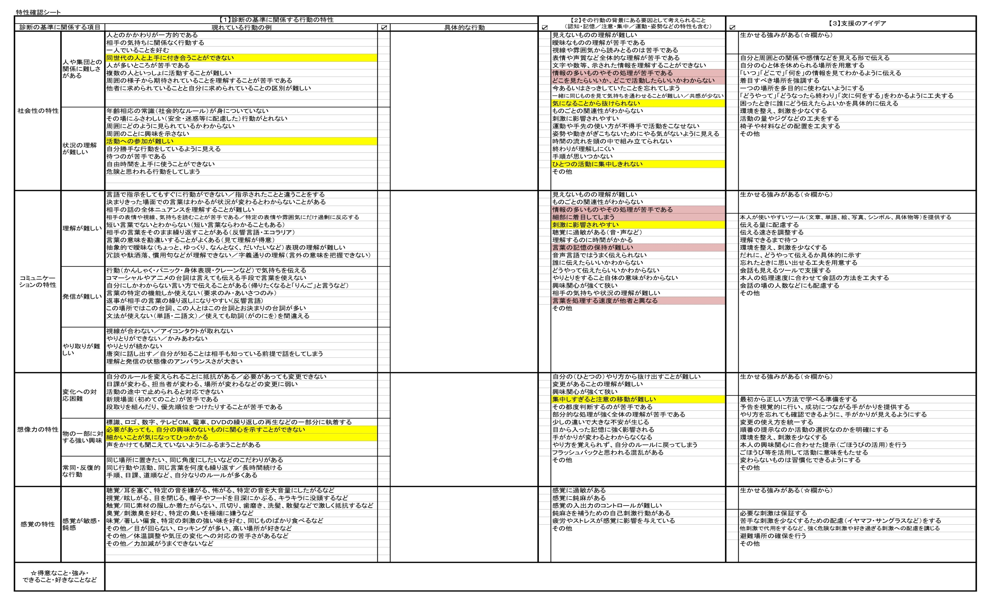 特性確認シート
【1】診断の基準に関係する行動の特性
診断の基準に関係する項目
現れている行動の例
☑
具体的な行動
☑
【2】その行動の背景にある要因として考えられること
（認知・記憶／注意・集中／運動・姿勢などの特性も含む）
☑
【3】支援のアイデア
社会性の特性
人や集団との
関係に難しさ
がある
人とのかかわりが一方的である
相手の気持ちに関係なく行動する
一人でいることを好む
同世代の人と上手に付き合うことができない
人が多いところが苦手である
複数の人といっしょに活動することが難しい
周囲の様子から期待されていることを理解することが苦手である
他者に求められていることと自分に求められていることの区別が難しい
状況の理解
が難しい
年齢相応の常識（社会的なルール）が身についていない
その場にふさわしい（安全・迷惑等に配慮した）行動がとれない
周囲にどのように見られているかわからない
周囲のことに興味を示さない
活動への参加が難しい
自分勝手な行動をしているように見える
待つのが苦手である
自由時間を上手に使うことができない
危険と思われる行動をしてしまう
見えないものの理解が難しい
曖昧なものの理解が苦手である
視線や雰囲気から読みとるのは苦手である
表情や声質など全体的な理解が苦手である
文字や数等、示された情報を理解することができない
情報の多いものやその処理が苦手である
どこを見たらいいか、どこで活動したらいいかわからない
今あるいはさっきしていたことを忘れてしまう
一緒に同じものを見て気持ちを通わせることが難しい／共感が少ない
気になることから抜けられない
ものごとの関連性がわからない
刺激に影響されやすい
運動や手先の使い方が不得手で活動をこなせない
姿勢や動きがぎこちないためにやる気がないように見える
時間の流れを頭の中で組み立てられない
終わりが理解しにくい
手順が思いつかない
ひとつの活動に集中しきれない
その他
生かせる強みがある（☆欄から）
自分と周囲との関係や感情などを見える形で伝える
自分の心と体を休められる場所を用意する
「いつ」「どこで」「何を」の情報を見てわかるように伝える
着目すべき場所を強調する
一つの場所を多目的に使わないようにする
「どうやって」「どうなったら終わり」「次に何をする」をわかるように工夫する
困ったときに誰にどう伝えたらよいかを具体的に伝える
環境を整え、刺激を少なくする
活動の量やジグなどの工夫をする
椅子や材料などの配置を工夫する
その他
コミュニケー
ションの特性
理解が難しい
言語で指示をしてもすぐに行動ができない／指示されたことと違うことをする
決まりきった場面での言葉はわかるが状況が変わるとわからないことがある
相手の話の全体ニュアンスを理解することが難しい
相手の表情や視線、気持ちを読むことが苦手である／特定の表情や雰囲気にだけ過剰に反応する
短い言葉でないとわからない（短い言葉ならわかることもある）
相手の言葉をそのまま繰り返すことがある（反響言語・エコラリア）
言葉の意味を勘違いすることがよくある（見て理解が得意）
抽象的で曖昧な（ちょっと、ゆっくり、なんとなく、だいたいなど）表現の理解が難しい
冗談や駄洒落、慣用句などが理解できない／字義通りの理解（言外の意味を把握できない）
発信が難しい
行動（かんしゃく・パニック・身体表現・クレーンなど）で気持ちを伝える
コマーシャルやアニメの台詞は言えても伝える手段で言葉を使えない
自分にしかわからない言い方で伝えることがある（帰りたくなると「りんご」と言うなど）
言葉の特定の機能しか使えない（要求のみ・あいさつのみ）
返事が相手の言葉の繰り返しになりやすい（反響言語）
この場所ではこの台詞、この人とはこの台詞とお決まりの台詞が多い
文法が使えない（単語・二語文）／使えても助詞（がのにを）を間違える
やり取りが難
しい
視線が合わない／アイコンタクトが取れない
やりとりができない／かみあわない
やりとりが続かない
唐突に話し出す／自分が知ることは相手も知っている前提で話をしてしまう
理解と発信の状態像のアンバランスさが大きい
見えないものの理解が難しい
ものごとの関連性がわからない
情報の多いものやその処理が苦手である
細部に着目してしまう
刺激に影響されやすい
聴覚に過敏がある（音・声など）
理解するのに時間がかかる
言葉の記憶の保持が難しい
音声言語ではうまく伝えられない
誰に伝えたらいいかわからない
どうやって伝えたらいいかわからない
やりとりをすること自体の意味がわからない
興味関心が強くて狭い
相手の気持ちや状況の理解が難しい
言葉を処理する速度が他者と異なる
その他
生かせる強みがある（☆欄から）
本人が使いやすいツール（文章、単語、絵、写真、シンボル、具体物等）を提供する
伝える量に配慮する
伝える速さを調整する
理解できるまで待つ
環境を整え、刺激を少なくする
だれに、どうやって伝えるか具体的に示す
忘れたときに思い出せる工夫を用意する
会話も見えるツールで支援する
本人の処理速度に合わせて会話の方法を工夫する
会話の場の人数などにも配慮する
その他
想像力の特性
変化への対
応困難
自分のルールを変えられることに抵抗がある／必要があっても変更できない
日課が変わる、担当者が変わる、場所が変わるなどの変更に弱い
活動の途中で止められると対応できない
新規場面（初めてのこと）が苦手である
段取りを組んだり、優先順位をつけたりすることが苦手である
物の一部に対
する強い興味
標識、ロゴ、数字、テレビCM、電車、DVDの繰り返しの再生などの一部分に執着する
必要があっても、自分の興味のないものに関心を示すことができない
細かいことが気になってひっかかる
声をかけても聞こえていないようにふるまうことがある
常同・反復的
な行動
同じ場所に置きたい、同じ角度にしたいなどのこだわりがある
同じ行動や活動、同じ言葉を何度も繰り返す／長時間続ける
手順、日課、道順など、自分なりのルールが多くある
自分の（ひとつの）やり方から抜け出すことが難しい
変更があることの理解が難しい
興味関心が強くて狭い
集中しすぎると注意の移動が難しい
その都度判断するのが苦手である
部分的な処理が強く全体の理解が苦手である
少しの違いで大きな不安が生じる
目から入った記憶に強く影響される
手がかりが変わるとわからなくなる
やり方を覚えられず、自分のルールに戻ってしまう
フラッシュバックと思われる混乱がある
その他
生かせる強みがある（☆欄から）
最初から正しい方法で学べる準備をする
予告を視覚的に行い、成功につながる手がかりを提供する
やり方を忘れても確認できるように、手がかりが見えるようにする
変更の使え方を統一する
順番の提示なのか活動の選択なのかを明確にする
環境を整え、刺激を少なくする
本人の興味関心に合わせた提示（ごほうびの活用）を行う
ごほうび等を活用して活動に意味をもたせる
変わらないものは習慣化できるようにする
その他
感覚の特性
感覚が敏感・
鈍感
聴覚/耳を塞ぐ、特定の音を嫌がる、怖がる、特定の音を大音量にしたがるなど
視覚/眩しがる、目を閉じる、帽子やフードを目深にかぶる、キラキラに没頭するなど
触覚/同じ素材の服しか着たがらない、爪切り、歯磨き、洗髪、散髪などで激しく抵抗するなど
臭覚/刺激臭を好む、特定の臭いを極端に嫌うなど
味覚/著しい偏食、特定の刺激の強い味を好む、同じものばかり食べるなど
その他／目が回らない、ロッキングが多い、高い場所が好きなど
その他／体温調整や気圧の変化への対応の苦手さがあるなど
その他／力加減がうまくできないなど
感覚に過敏がある
感覚に鈍麻がある
感覚の入出力のコントロールが難しい
鈍麻さを補うための自己刺激行動がある
疲労やストレスが感覚に影響を与えている
その他
生かせる強みがある（☆欄から）
必要な刺激は保証する
苦手な刺激を少なくするための配慮（イヤマフ・サングラスなど）をする
他刺激で代用をするなど、強く危険な刺激や好き過ぎる刺激への配慮を講じる
避難場所の確保を行う
その他
☆得意なこと・強み・
できること・好きなことなど